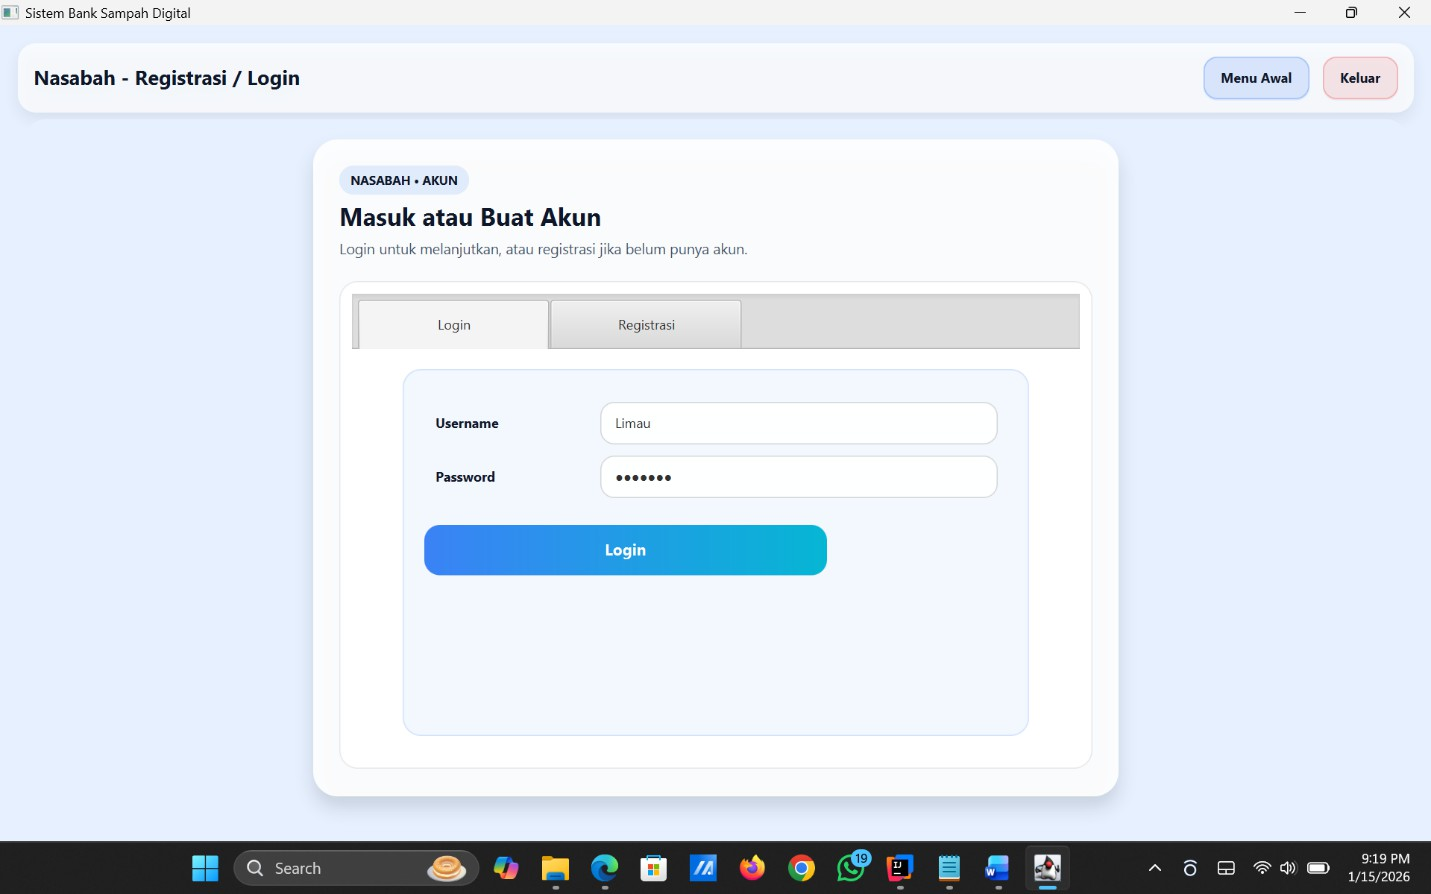 Sistem Bank Sampah Digital
Nasabah - Registrasi / Login
Menu Awal
Keluar
NASABAH • AKUN
Masuk atau Buat Akun
Login untuk melanjutkan, atau registrasi jika belum punya akun.
Login
Registrasi
Username
Limau
Password
•••••••
Login
Search
19
9:19 PM
1/15/2026